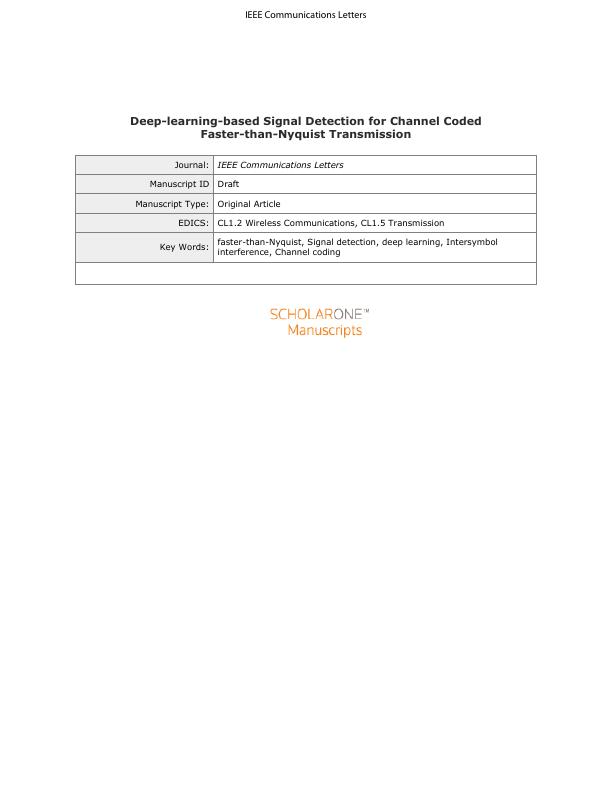 IEEE Communications Letters
Deep-learning-based Signal Detection for Channel Coded
Faster-than-Nyquist Transmission
Journal: IEEE Communications Letters
Manuscript ID Draft
Manuscript Type: Original Article
EDICS: CL1.2 Wireless Communications, CL1.5 Transmission
Key Words: faster-than-Nyquist, Signal detection, deep learning, Intersymbol
interference, Channel coding
SCHOLARONE™
Manuscripts